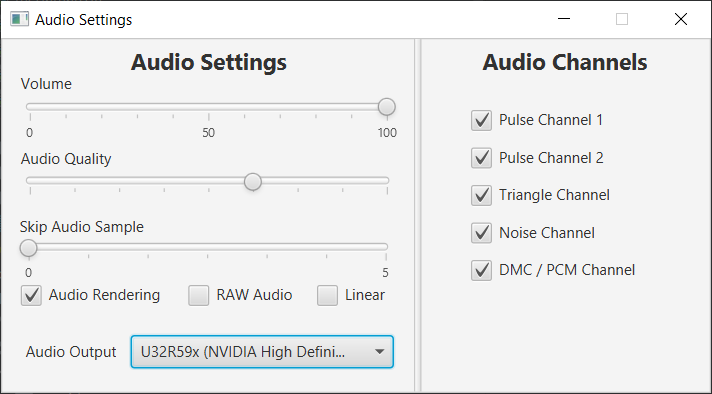 Audio Settings
Audio Settings
Volume
0 50 100
Audio Quality
Skip Audio Sample
0 5
Audio Rendering RAW Audio Linear
Audio Output U32R59x (NVIDIA High Defini...
Audio Channels
Pulse Channel 1
Pulse Channel 2
Triangle Channel
Noise Channel
DMC / PCM Channel